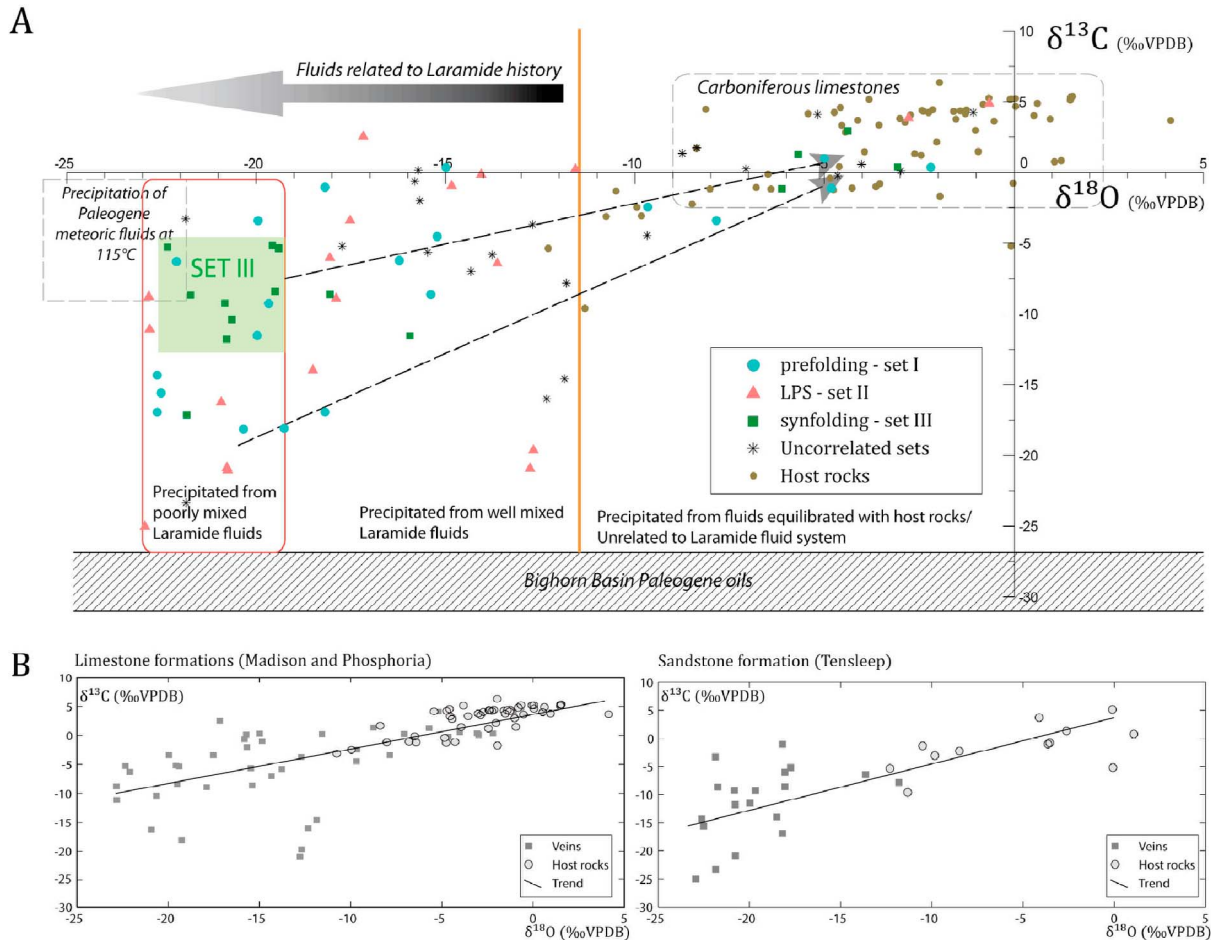 A
δ13C (‰VPDB)
Fluids related to Laramide history
Carboniferous limestones
10
5
-25
-20
-15
-10
-5
0
5
δ18O (‰VPDB)
Precipitation of
Paleogene
meteoric fluids at
115°C
SET III
-5
-10
-15
-20
-25
-30
prefolding - set I
LPS - set II
synfolding - set III
Uncorrelated sets
Host rocks
Precipitated from
poorly mixed
Laramide fluids
Precipitated from well mixed
Laramide fluids
Precipitated from fluids equilibrated with host rocks/
Unrelated to Laramide fluid system
Bighorn Basin Paleogene oils
B
Limestone formations (Madison and Phosphoria)
δ13C (‰VPDB)
10
5
0
-5
-10
-15
-20
-25
-30
Veins
Host rocks
Trend
-25
-20
-15
-10
-5
0
5
δ18O (‰VPDB)
Sandstone formation (Tensleep)
δ13C (‰VPDB)
10
5
0
-5
-10
-15
-20
-25
-30
Veins
Host rocks
Trend
-25
-20
-15
-10
-5
0
5
δ18O (‰VPDB)